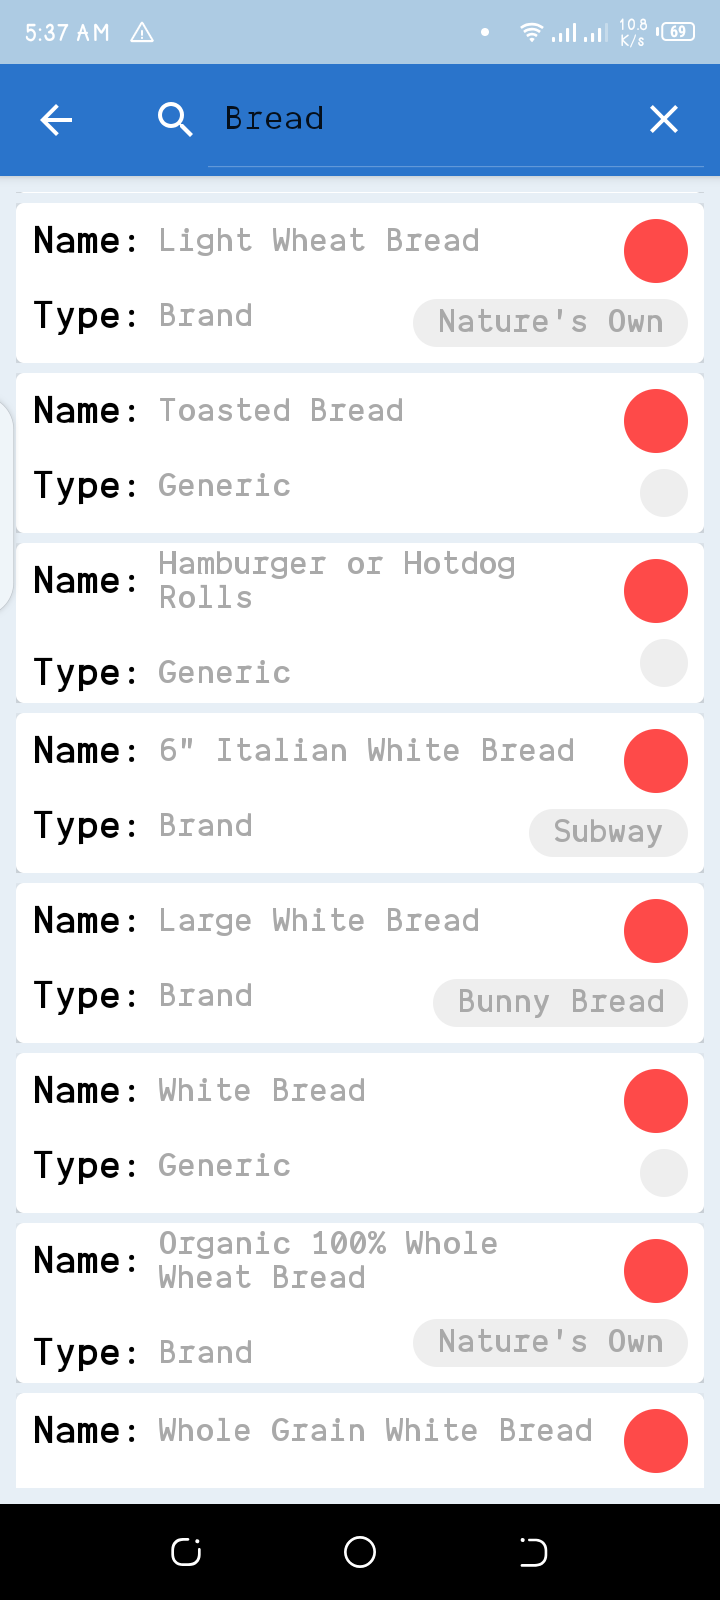 5:37 AM 10.8 K/s 69
Bread
Name: Light Wheat Bread
Type: Brand Nature's Own
Name: Toasted Bread
Type: Generic
Name: Hamburger or Hotdog
Rolls
Type: Generic
Name: 6" Italian White Bread
Type: Brand Subway
Name: Large White Bread
Type: Brand Bunny Bread
Name: White Bread
Type: Generic
Name: Organic 100% Whole
Wheat Bread
Type: Brand Nature's Own
Name: Whole Grain White Bread